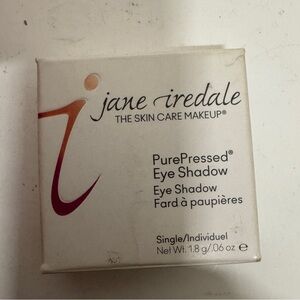 jane iredale
THE SKIN CARE MAKEUP®
PurePressed®
Eye Shadow
Eye Shadow
Fard à paupières
Single/Individuel
Net Wt. 1.8 g/.06 oz e